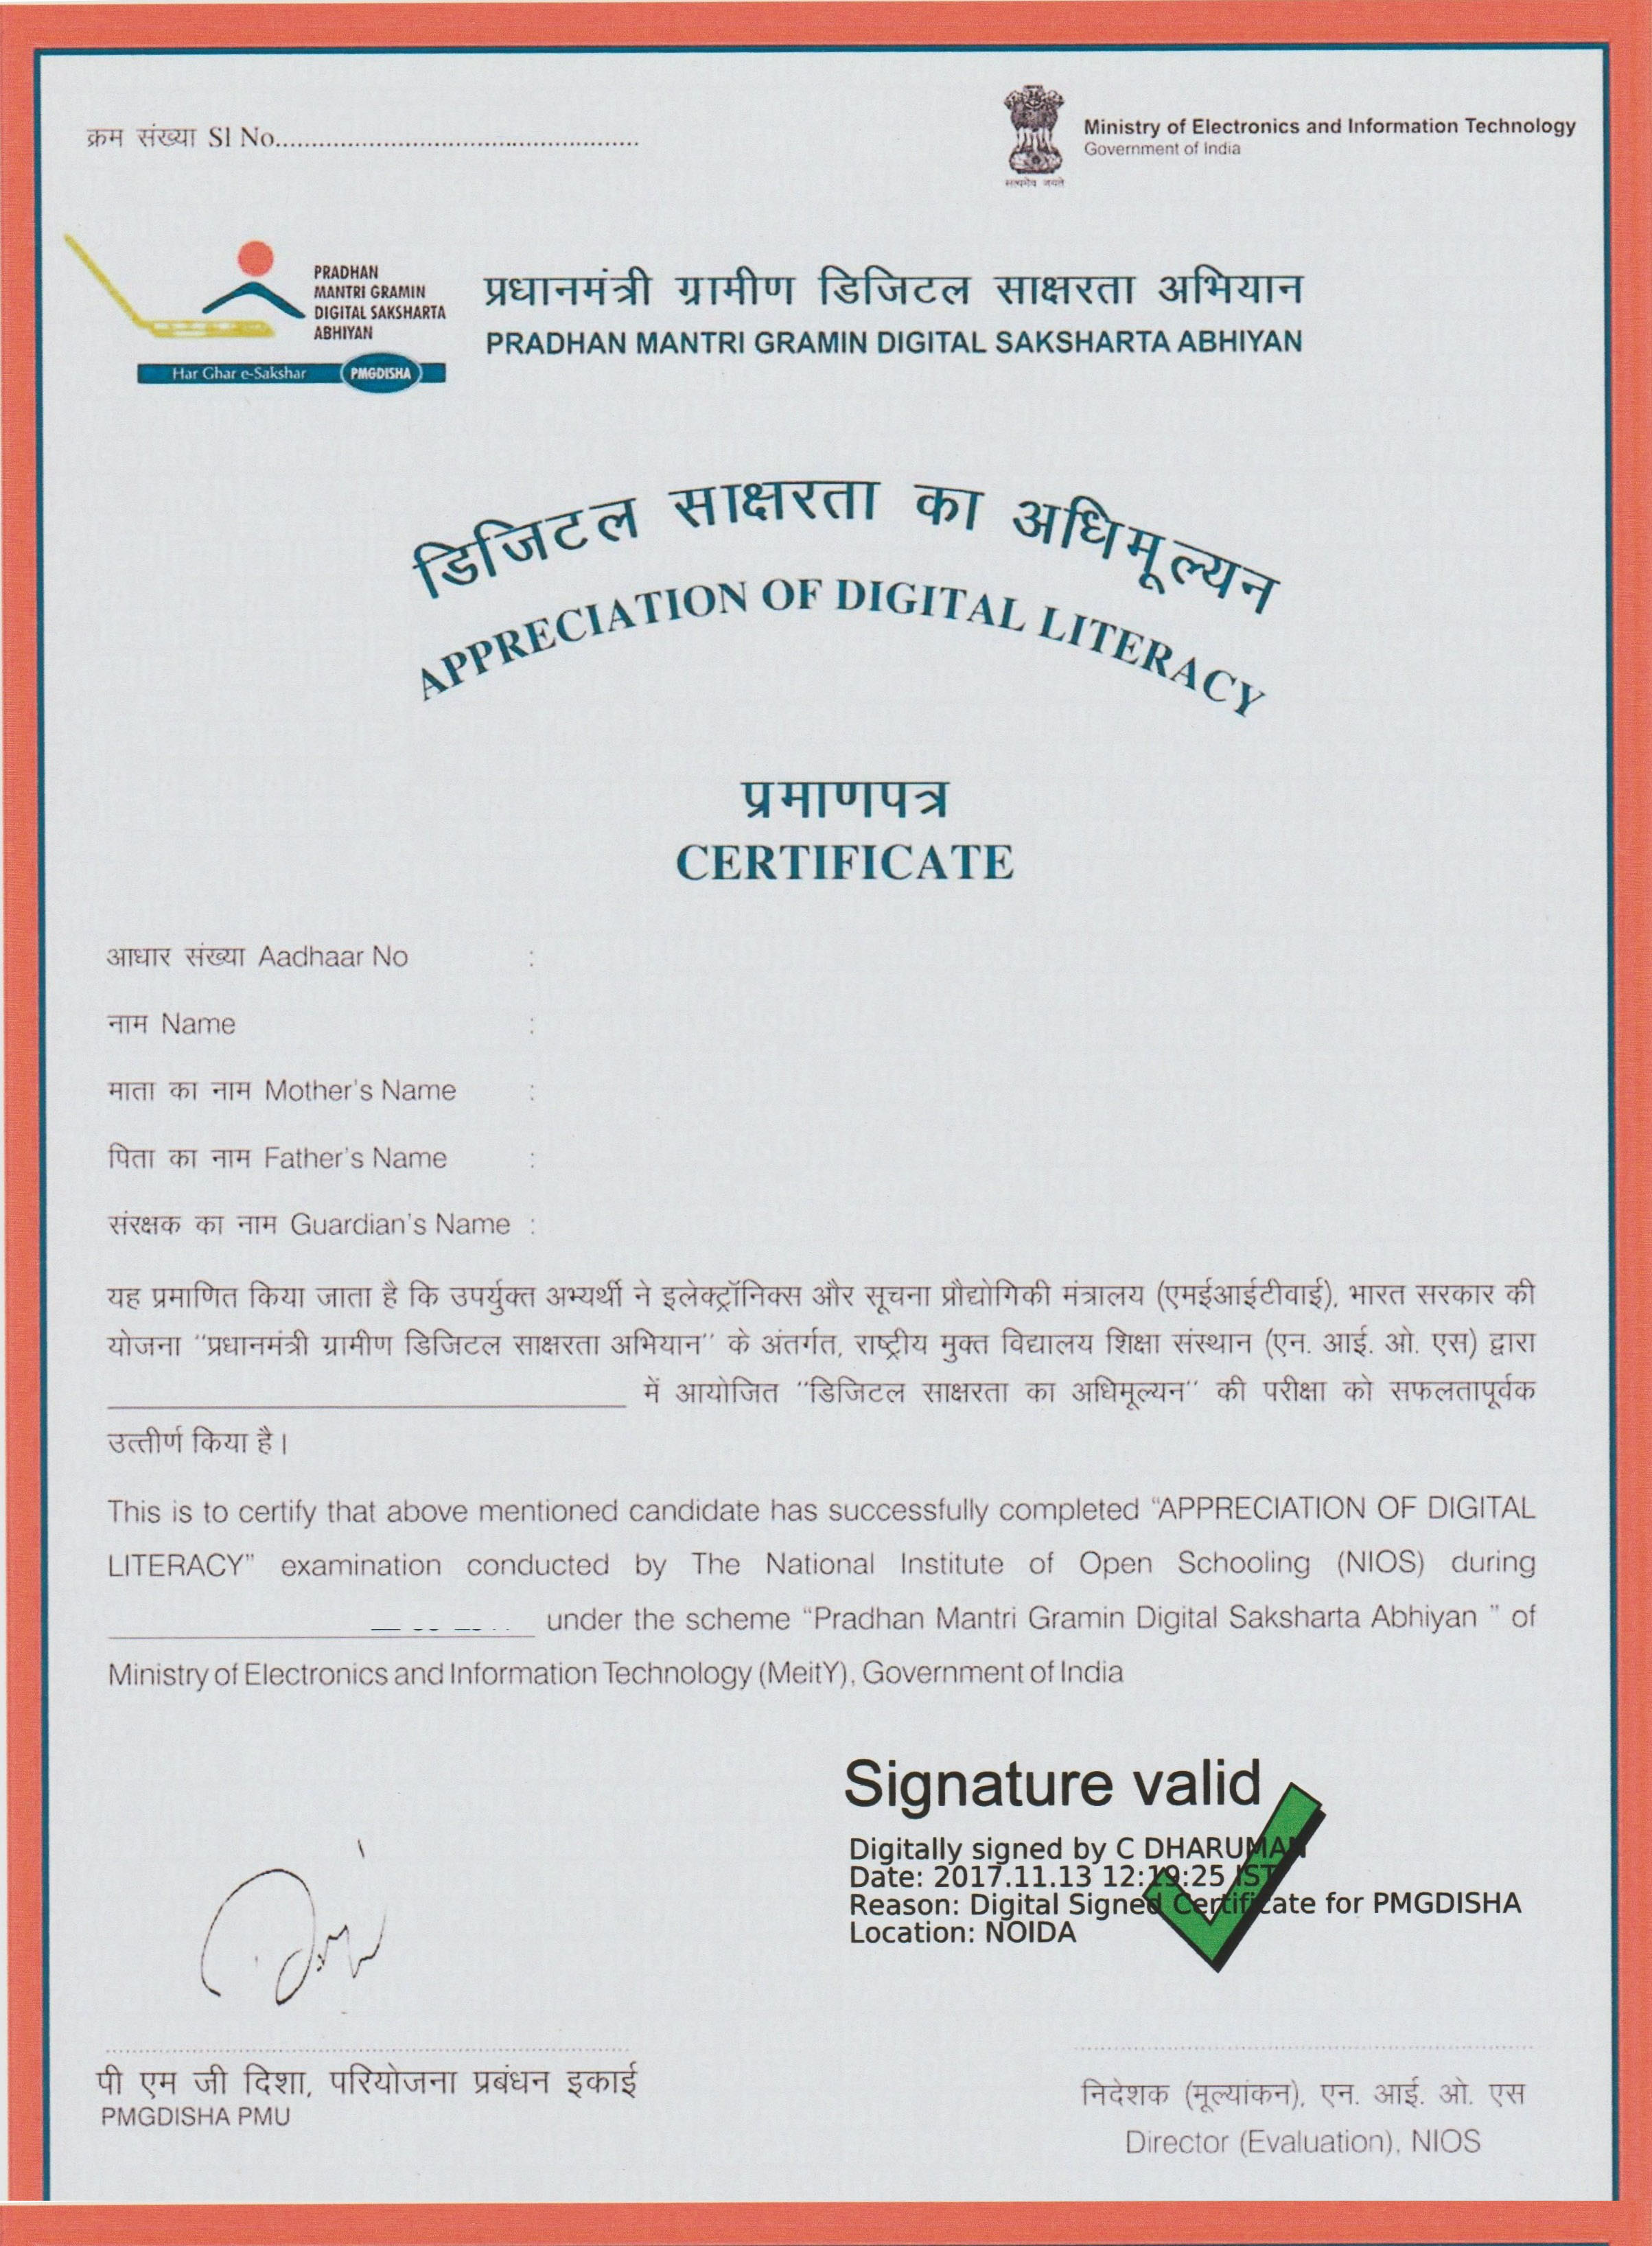 क्रम संख्या Sl No..................................................
Ministry of Electronics and Information Technology
Government of India
सत्यमेव जयते
PRADHAN
MANTRI GRAMIN
DIGITAL SAKSHARTA
ABHIYAN
Har Ghar e-Sakshar PMGDISHA
प्रधानमंत्री ग्रामीण डिजिटल साक्षरता अभियान
PRADHAN MANTRI GRAMIN DIGITAL SAKSHARTA ABHIYAN
डिजिटल साक्षरता का अधिमूल्यन
APPRECIATION OF DIGITAL LITERACY
प्रमाणपत्र
CERTIFICATE
आधार संख्या Aadhaar No :
नाम Name :
माता का नाम Mother's Name :
पिता का नाम Father's Name :
संरक्षक का नाम Guardian's Name :
यह प्रमाणित किया जाता है कि उपर्युक्त अभ्यर्थी ने इलेक्ट्रॉनिक्स और सूचना प्रौद्योगिकी मंत्रालय (एमईआईटीवाई), भारत सरकार की
योजना "प्रधानमंत्री ग्रामीण डिजिटल साक्षरता अभियान" के अंतर्गत, राष्ट्रीय मुक्त विद्यालय शिक्षा संस्थान (एन. आई. ओ. एस) द्वारा
में आयोजित "डिजिटल साक्षरता का अधिमूल्यन" की परीक्षा को सफलतापूर्वक
उत्तीर्ण किया है।
This is to certify that above mentioned candidate has successfully completed "APPRECIATION OF DIGITAL
LITERACY" examination conducted by The National Institute of Open Schooling (NIOS) during
under the scheme "Pradhan Mantri Gramin Digital Saksharta Abhiyan " of
Ministry of Electronics and Information Technology (MeitY), Government of India
Signature valid
Digitally signed by C DHARUMAN
Date: 2017.11.13 12:19:25 IST
Reason: Digital Signed Certificate for PMGDISHA
Location: NOIDA
पी एम जी दिशा, परियोजना प्रबंधन इकाई
PMGDISHA PMU
निदेशक (मूल्यांकन), एन. आई. ओ. एस
Director (Evaluation), NIOS